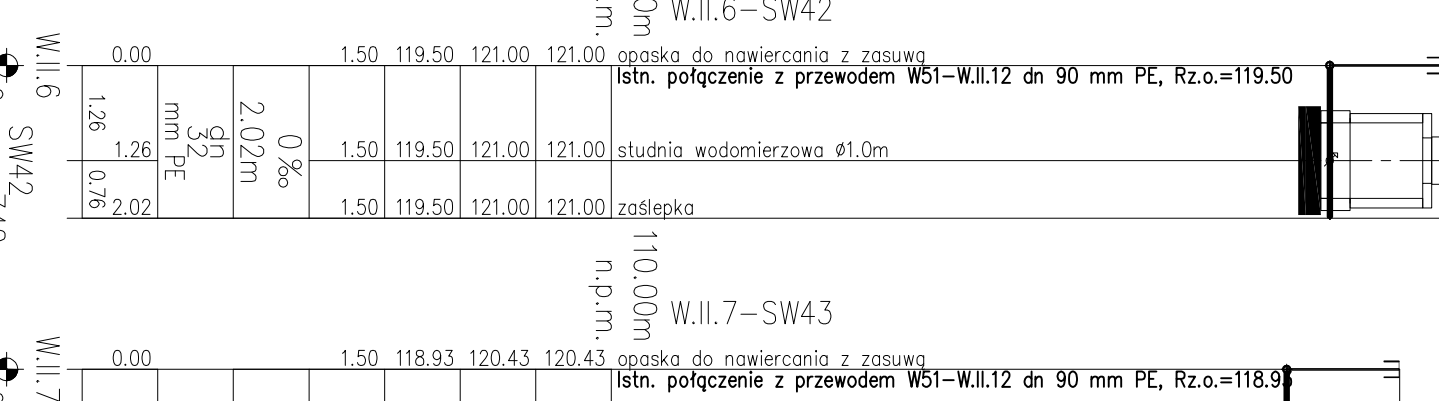 W.II.6-SW42
0m
.m.
0.00 1.50 119.50 121.00 121.00 opaska do nawiercania z zasuwą
Istn. połączenie z przewodem W51-W.II.12 dn 90 mm PE, Rz.o.=119.50
W.II.6
SW42
1.26
0.76
dn
32
mm PE
0‰
2.02m
1.26 1.50 119.50 121.00 121.00 studnia wodomierzowa Ø1.0m
2.02 1.50 119.50 121.00 121.00 zaślepka
110.00m
n.p.m.
W.II.7-SW43
0.00 1.50 118.93 120.43 120.43 opaska do nawiercania z zasuwą
Istn. połączenie z przewodem W51-W.II.12 dn 90 mm PE, Rz.o.=118.93
W.II.7